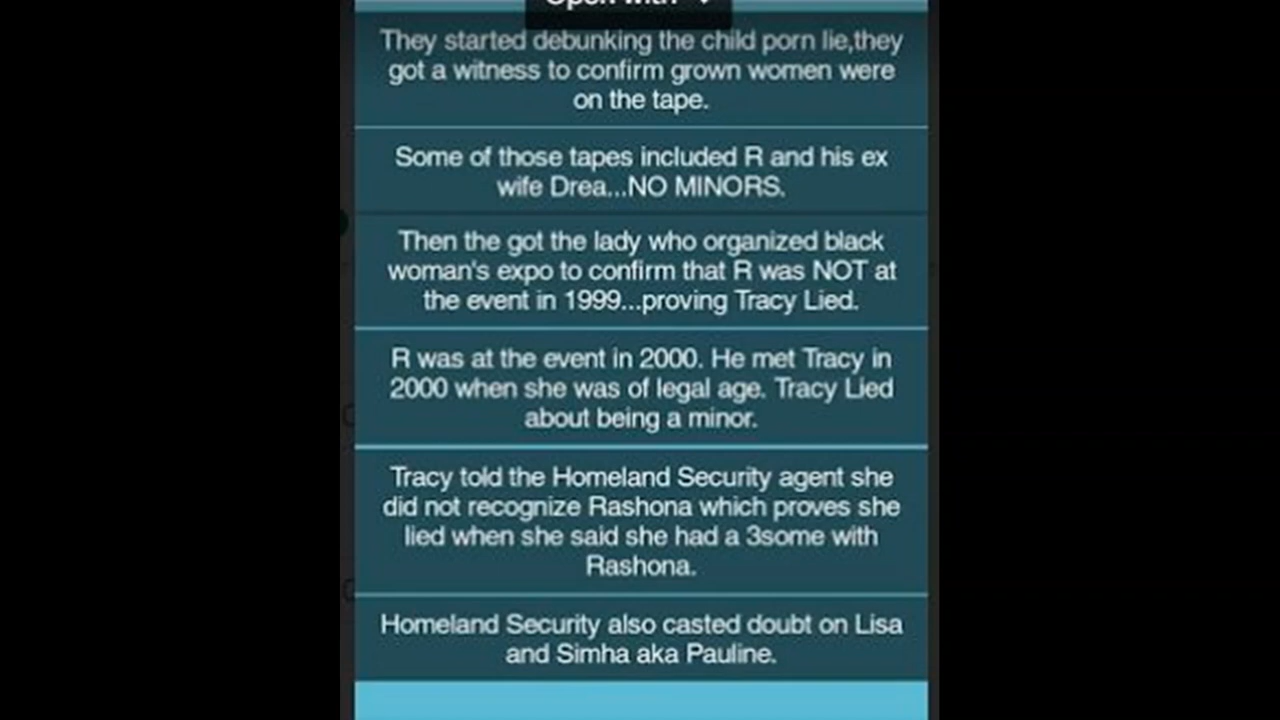 Open with
They started debunking the child porn lie,they
got a witness to confirm grown women were
on the tape.
Some of those tapes included R and his ex
wife Drea...NO MINORS.
Then the got the lady who organized black
woman's expo to confirm that R was NOT at
the event in 1999...proving Tracy Lied.
R was at the event in 2000. He met Tracy in
2000 when she was of legal age. Tracy Lied
about being a minor.
Tracy told the Homeland Security agent she
did not recognize Rashona which proves she
lied when she said she had a 3some with
Rashona.
Homeland Security also casted doubt on Lisa
and Simha aka Pauline.